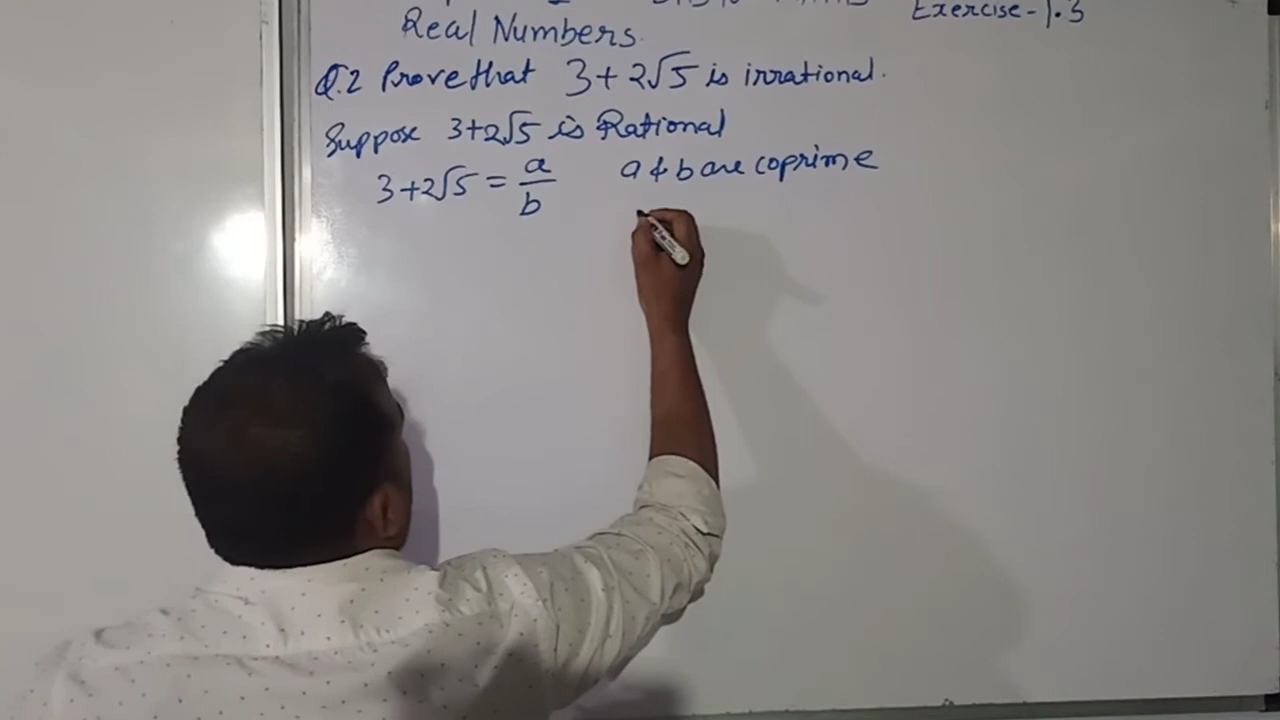 Exercise-1.3
Real Numbers.
Q.2 Prove that 3+2√5 is irrational.
Suppose 3+2√5 is Rational
3+2√5 = a/b a & b are coprime